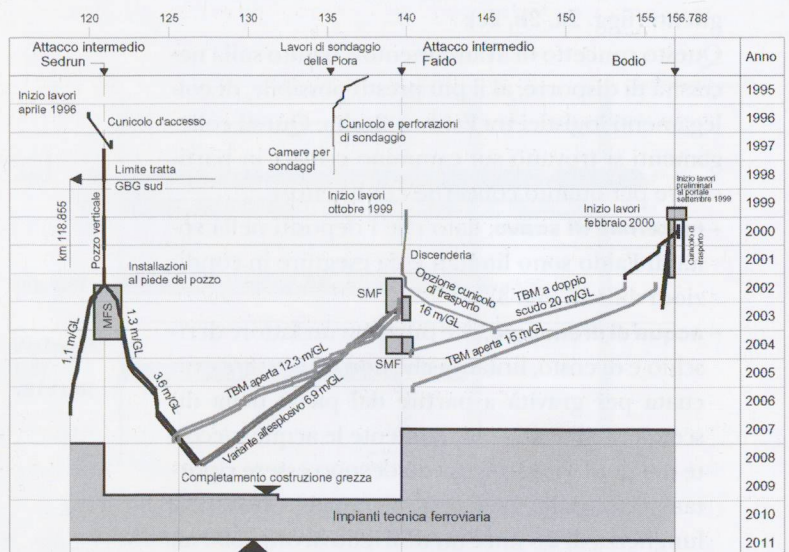 120 125 130 135 140 145 150 155 156.788
Attacco intermedio
Sedrun
Lavori di sondaggio
della Piora
Attacco intermedio
Faido
Bodio
Anno
Inizio lavori
aprile 1996
Cunicolo d'accesso
Cunicolo e perforazioni
di sondaggio
Camere per
sondaggi
Limite tratta
GBG sud
km 118.855
Pozzo verticale
Inizio lavori
ottobre 1999
Inizio lavori
febbraio 2000
Inizio lavori
preliminari
al portale
settembre 1999
Cunicolo di
trasporto
Installazioni
al piede del pozzo
Discenderia
Opzione cunicolo
di trasporto
16 m/GL
TBM a doppio
scudo 20 m/GL
TBM aperta 15 m/GL
SMF
SMF
MFS
1.1 m/GL
1.3 m/GL
3.6 m/GL
TBM aperta 12.3 m/GL
Variante all'esplosivo 6.9 m/GL
Completamento costruzione grezza
Impianti tecnica ferroviaria
1995
1996
1997
1998
1999
2000
2001
2002
2003
2004
2005
2006
2007
2008
2009
2010
2011